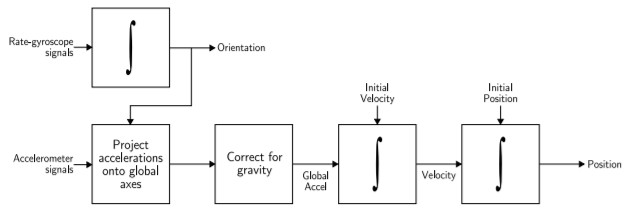 Rate-gyroscope
signals
∫
Orientation
Initial
Velocity
Initial
Position
Accelerometer
signals
Project
accelerations
onto global
axes
Correct for
gravity
Global
Accel
∫
Velocity
∫
Position